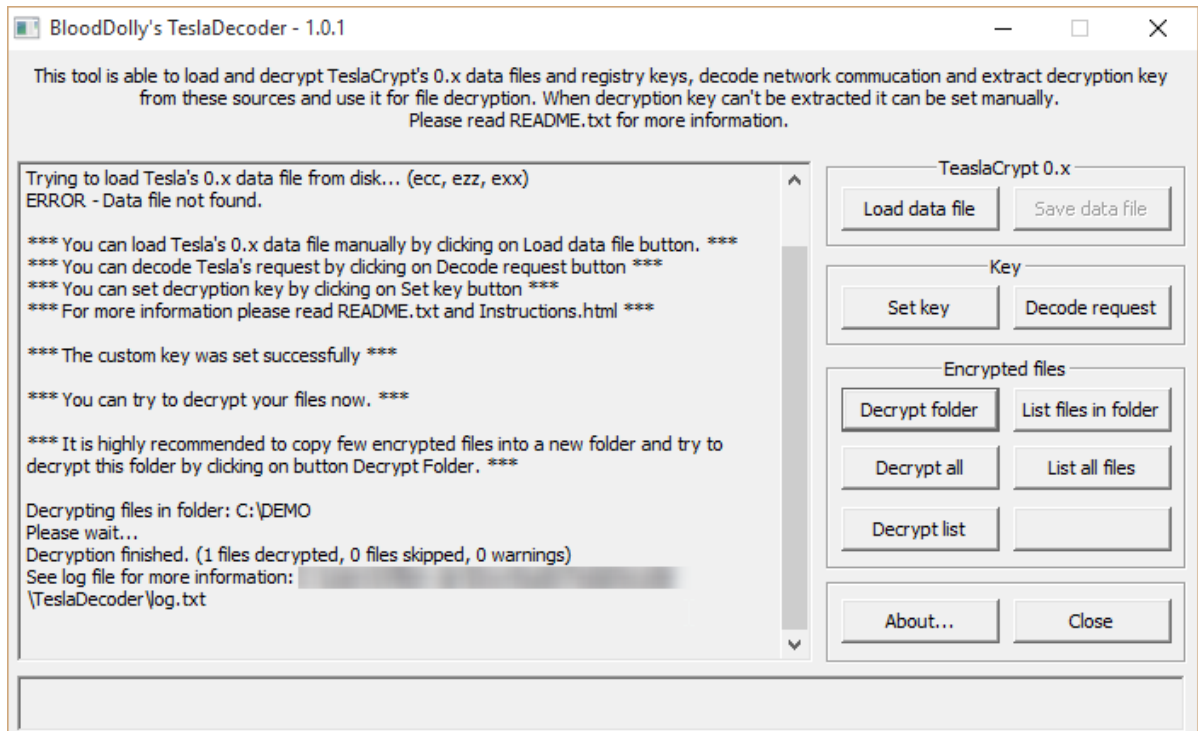 BloodDolly's TeslaDecoder - 1.0.1
This tool is able to load and decrypt TeslaCrypt's 0.x data files and registry keys, decode network commucation and extract decryption key
from these sources and use it for file decryption. When decryption key can't be extracted it can be set manually.
Please read README.txt for more information.
Trying to load Tesla's 0.x data file from disk... (ecc, ezz, exx)
ERROR - Data file not found.
*** You can load Tesla's 0.x data file manually by clicking on Load data file button. ***
*** You can decode Tesla's request by clicking on Decode request button ***
*** You can set decryption key by clicking on Set key button ***
*** For more information please read README.txt and Instructions.html ***
*** The custom key was set successfully ***
*** You can try to decrypt your files now. ***
*** It is highly recommended to copy few encrypted files into a new folder and try to
decrypt this folder by clicking on button Decrypt Folder. ***
Decrypting files in folder: C:\DEMO
Please wait...
Decryption finished. (1 files decrypted, 0 files skipped, 0 warnings)
See log file for more information:
\TeslaDecoder\log.txt
TeaslaCrypt 0.x
Load data file
Save data file
Key
Set key
Decode request
Encrypted files
Decrypt folder
List files in folder
Decrypt all
List all files
Decrypt list
About...
Close